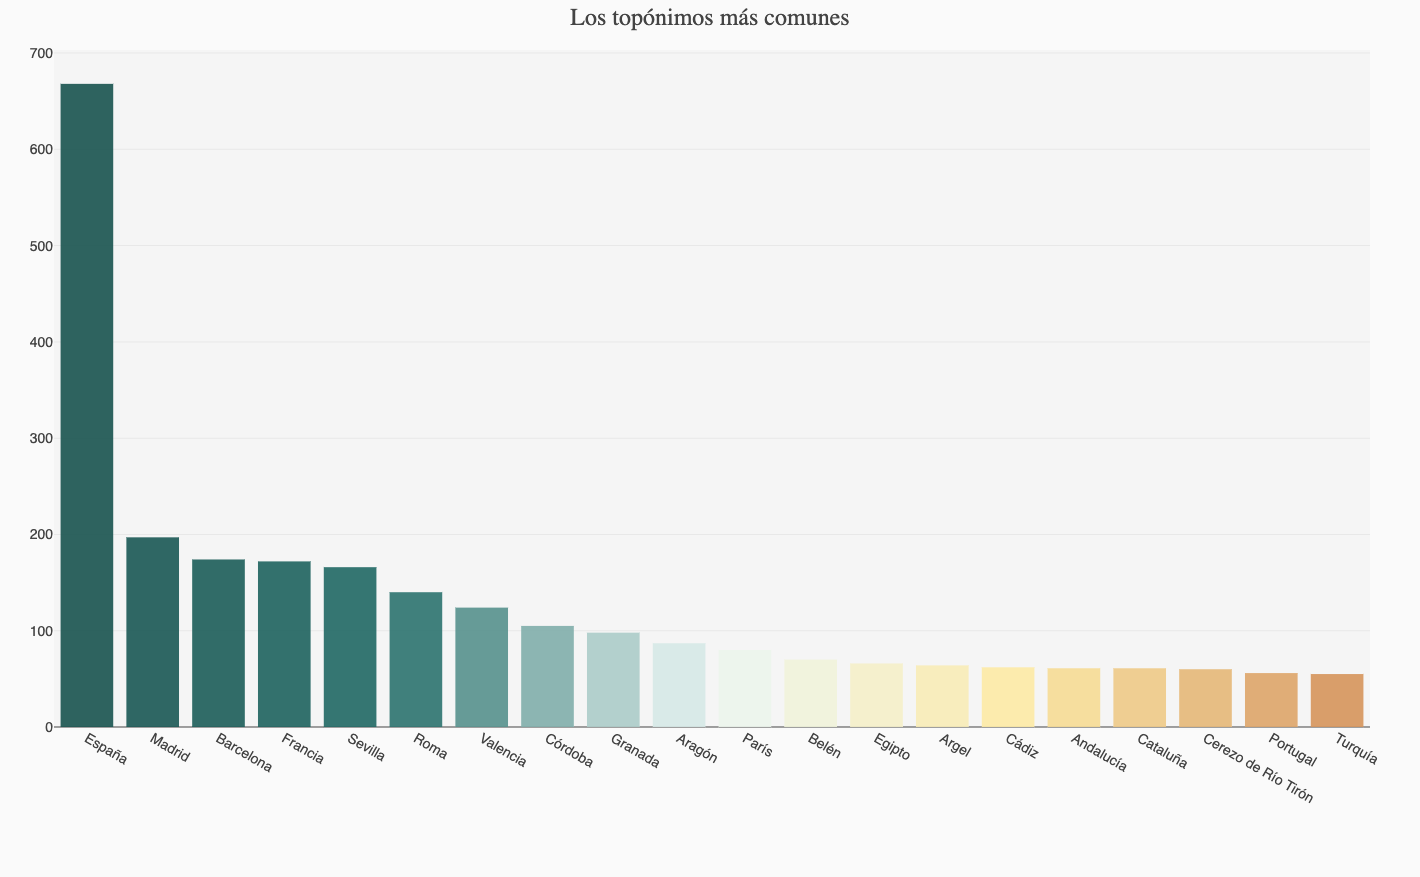 Los topónimos más comunes
700
600
500
400
300
200
100
0
España
Madrid
Barcelona
Francia
Sevilla
Roma
Valencia
Córdoba
Granada
Aragón
París
Belén
Egipto
Argel
Cádiz
Andalucía
Cataluña
Cerezo de Río Tirón
Portugal
Turquía